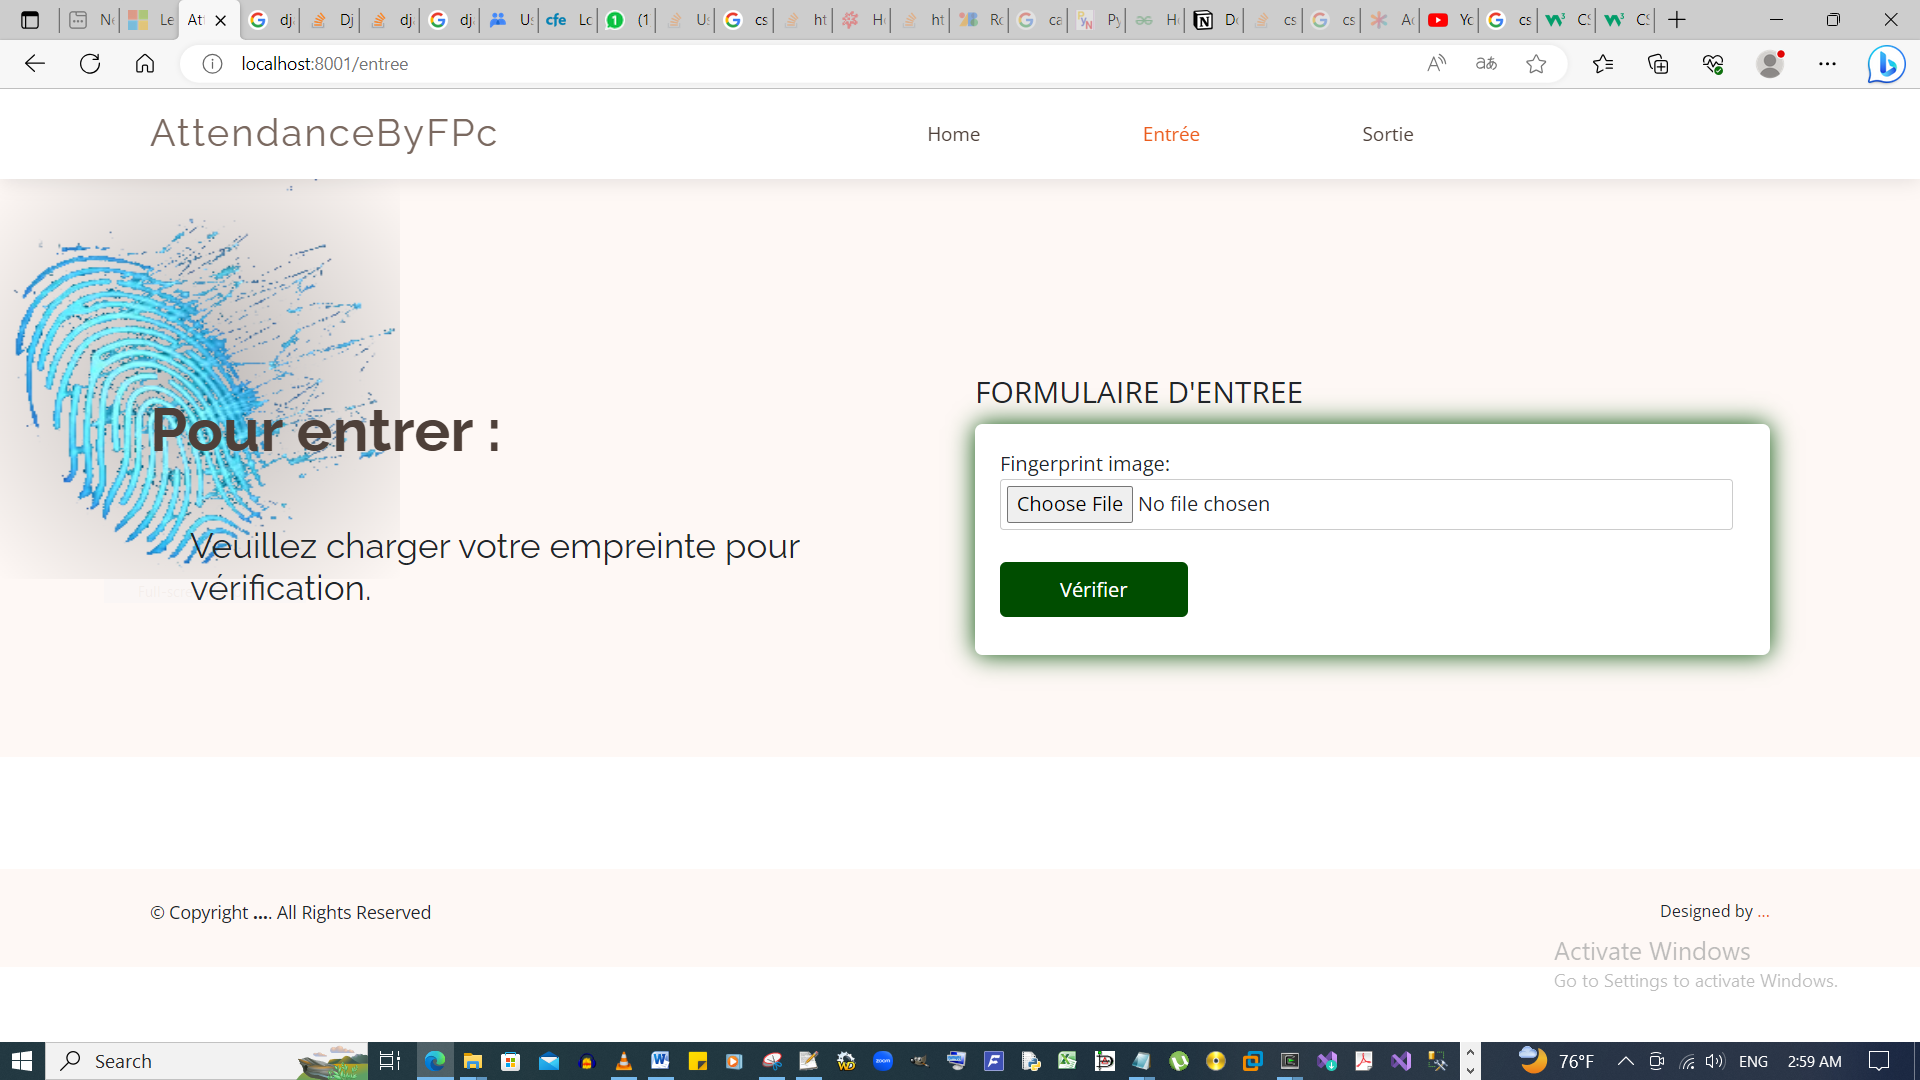 localhost:8001/entree
AttendanceByFPc
Home
Entrée
Sortie
Pour entrer :
Veuillez charger votre empreinte pour
vérification.
FORMULAIRE D'ENTREE
Fingerprint image:
Choose File No file chosen
Vérifier
© Copyright .... All Rights Reserved
Designed by ...
Activate Windows
Go to Settings to activate Windows.
Search
76°F
ENG
2:59 AM